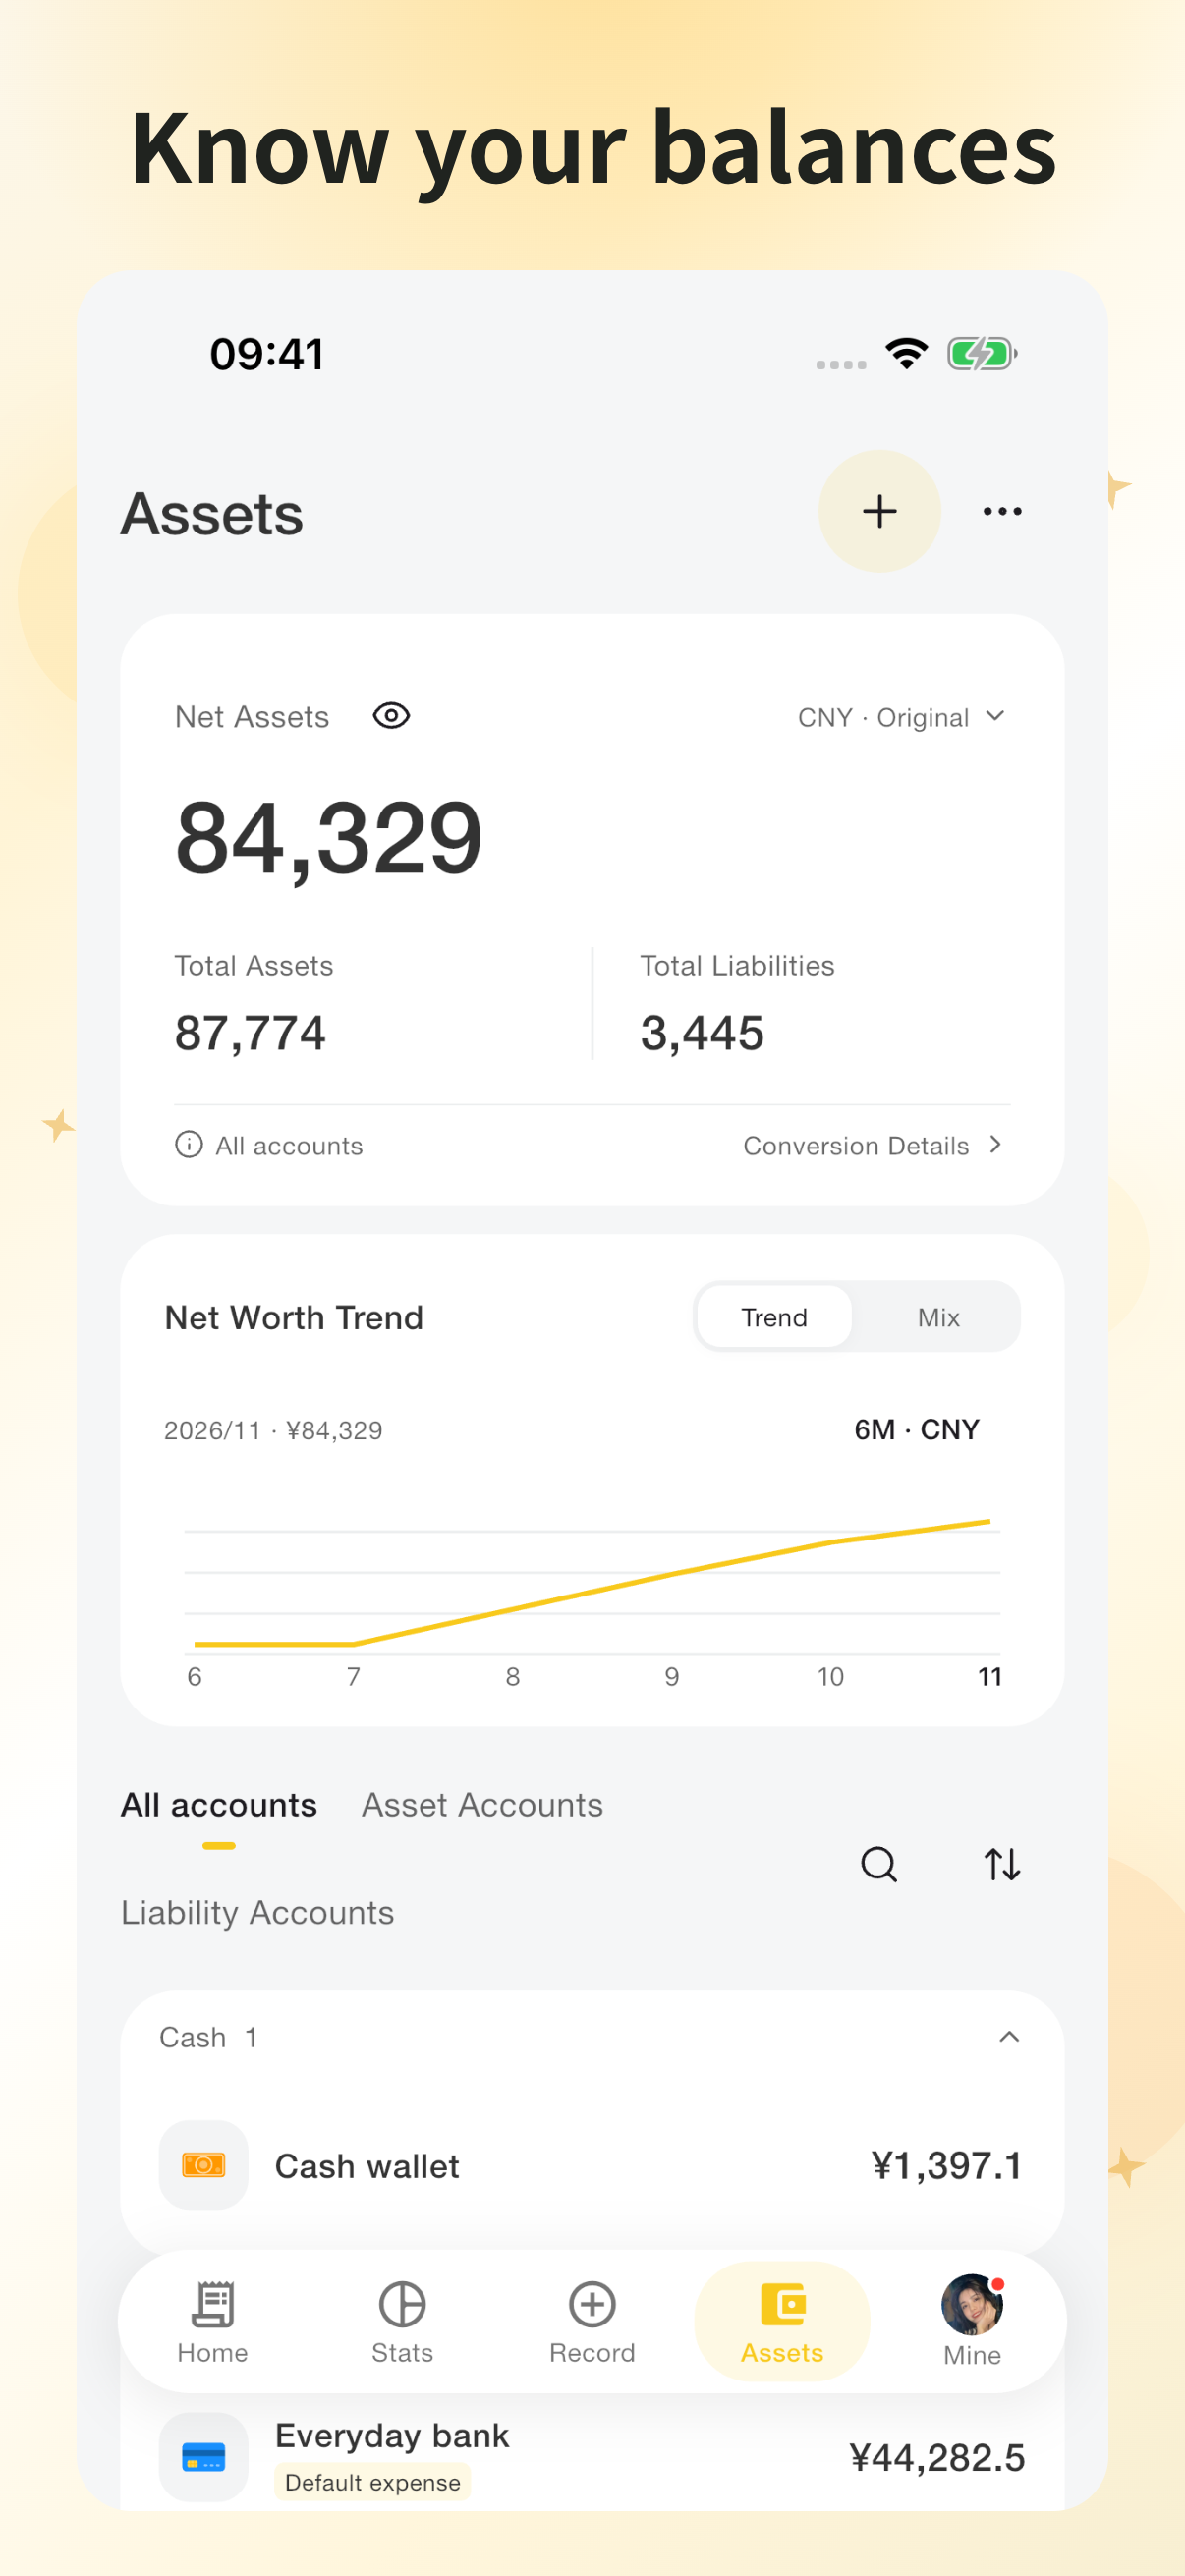 Know your balances
09:41
Assets
Net Assets
CNY · Original
84,329
Total Assets
Total Liabilities
87,774
3,445
All accounts
Conversion Details
Net Worth Trend
Trend
Mix
2026/11 · ¥84,329
6M · CNY
6 7 8 9 10 11
All accounts
Asset Accounts
Liability Accounts
Cash 1
Cash wallet
¥1,397.1
Home
Stats
Record
Assets
Mine
Everyday bank
Default expense
¥44,282.5